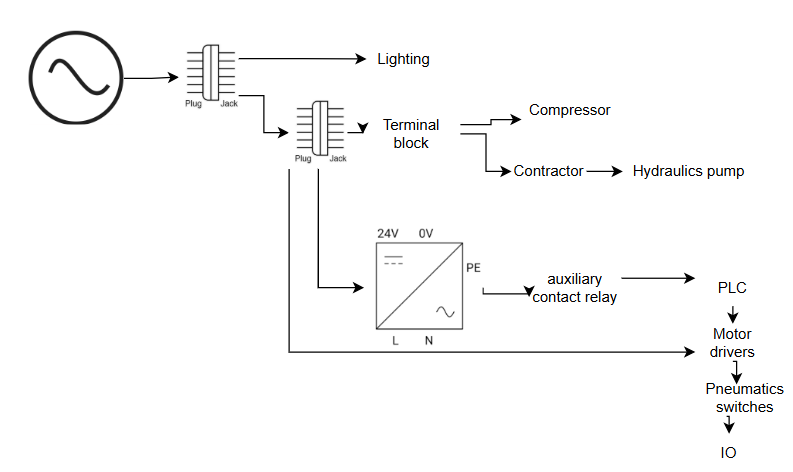 Lighting
Plug
Jack
Compressor
Terminal
block
Plug
Jack
Contractor
Hydraulics pump
24V
0V
PE
auxiliary
contact relay
PLC
L
N
Motor
drivers
Pneumatics
switches
IO